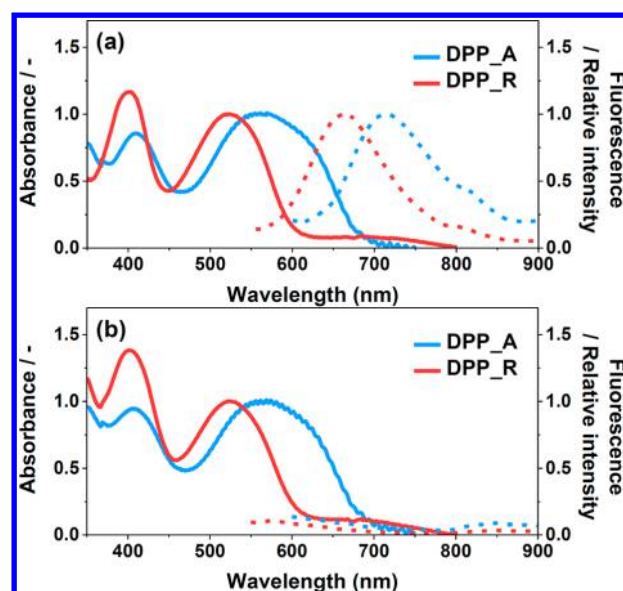 (a)
DPP_A
DPP_R
Absorbance / -
1.5
1.0
0.5
0.0
1.5
1.0
0.5
0.0
Fluorescence
/ Relative intensity
400 500 600 700 800 900
Wavelength (nm)
(b)
DPP_A
DPP_R
Absorbance / -
1.5
1.0
0.5
0.0
1.5
1.0
0.5
0.0
Fluorescence
/ Relative intensity
400 500 600 700 800 900
Wavelength (nm)